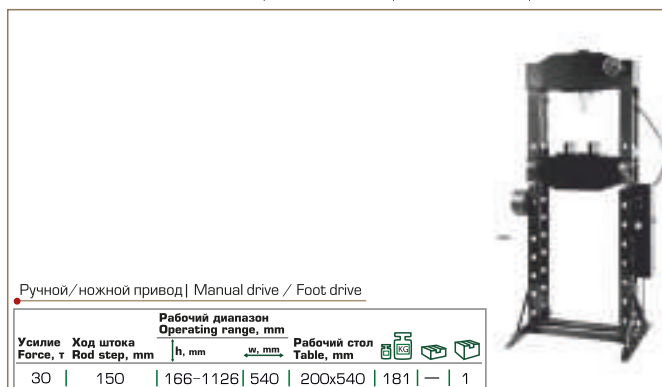 Ручной/ножной привод| Manual drive / Foot drive
Рабочий диапазон
Operating range, mm
Усилие Ход штока Рабочий стол
Force, т Rod step, mm h, mm w, mm Table, mm KG
30 150 166-1126 540 200x540 181 — 1